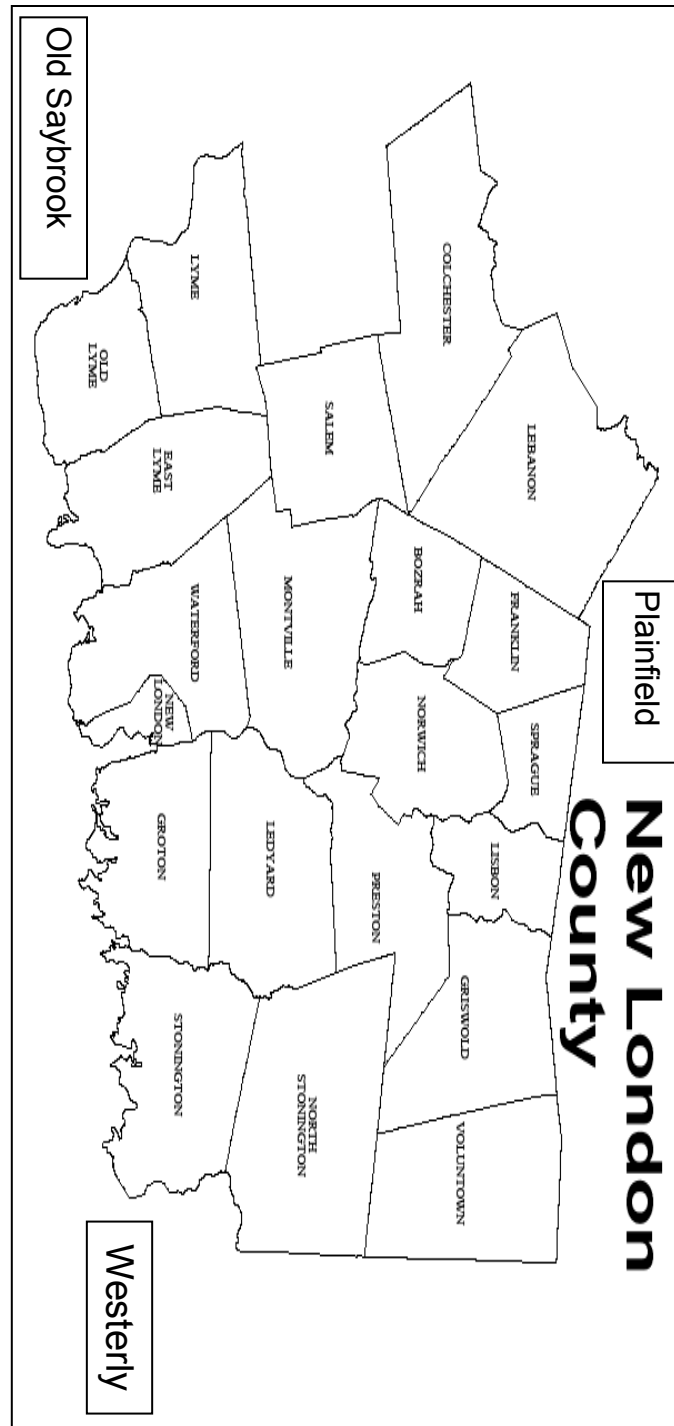 New London
County
Plainfield
Old Saybrook
Westerly
COLCHESTER
LEBANON
LYME
SALEM
BOZRAH
FRANKLIN
SPRAGUE
OLD
LYME
EAST
LYME
MONTVILLE
NORWICH
LISBON
WATERFORD
NEW
LONDON
PRESTON
GRISWOLD
VOLUNTOWN
GROTON
LEDYARD
NORTH
STONINGTON
STONINGTON